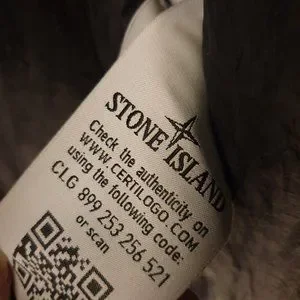 STONE ISLAND
Check the authenticity on
WWW.CERTILOGO.COM
using the following code:
CLG 899 253 256 521
or scan